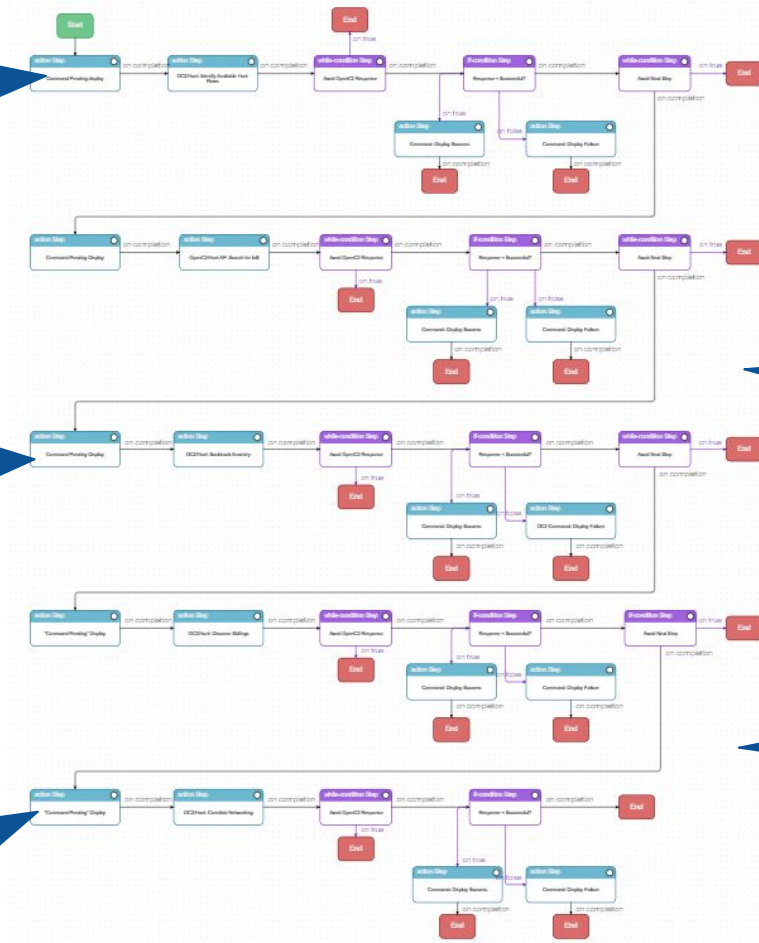 Start
End
on true
action Step
Command Pending display
on completion
action Step
OC2/Hunt: Identify Available Hunt
Flows
on completion
while-condition Step
Await OpenC2 Response
on completion
if-condition Step
Response = Successful?
on completion
while-condition Step
Await Next Step
on true
End
on completion
on true
on false
action Step
Command: Display Success
action Step
Command: Display Failure
on completion
on completion
End
End
action Step
Command Pending Display
on completion
action Step
on completion
while-condition Step
Await OpenC2 Response
on completion
if-condition Step
Response = Successful?
on completion
while-condition Step
Await Next Step
on true
End
on completion
on true
End
on true
on false
action Step
Command: Display Success
action Step
Command: Display Failure
on completion
on completion
End
End
action Step
Command Pending Display
on completion
action Step
OC2/Hunt: Backtrack Ancestry
on completion
while-condition Step
Await OpenC2 Response
on completion
if-condition Step
Response = Successful?
on completion
while-condition Step
Await Next Step
on true
End
on completion
on true
End
on true
on false
action Step
Command: Display Success
action Step
OC2 Command: Display Failure
on completion
on completion
End
End
action Step
"Command Pending" Display
on completion
action Step
OC2/Hunt: Discover Siblings
on completion
while-condition Step
Await OpenC2 Response
on completion
if-condition Step
Response = Successful?
on completion
if-condition Step
Await Next Step
on true
End
on completion
on true
End
on true
on false
action Step
Command: Display Success
action Step
Command: Display Failure
on completion
on completion
End
End
action Step
"Command Pending" Display
on completion
action Step
OC2/Hunt: Correlate Networking
on completion
while-condition Step
Await OpenC2 Response
on completion
if-condition Step
Response = Successful?
on completion
End
on true
End
on true
on false
action Step
Command: Display Success
action Step
Command: Display Failure
on completion
on completion
End
End